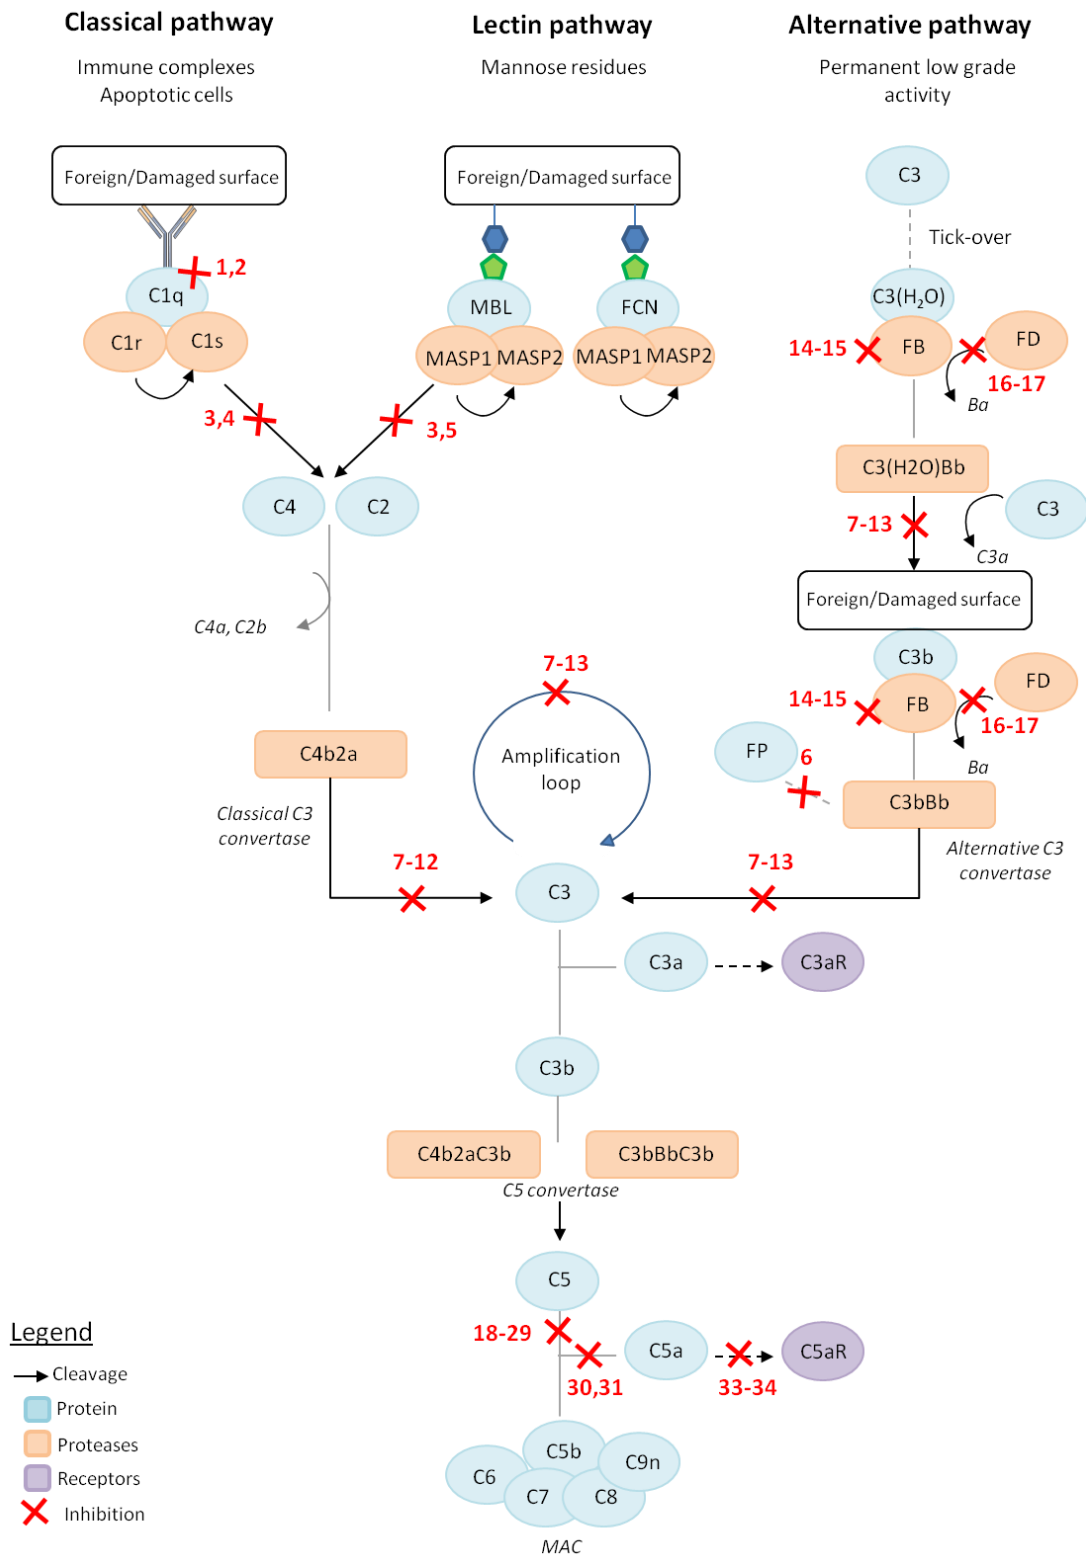 Classical pathway
Immune complexes
Apoptotic cells
Lectin pathway
Mannose residues
Alternative pathway
Permanent low grade
activity
Foreign/Damaged surface
1,2
C1q
C1r
C1s
3,4
Foreign/Damaged surface
MBL
MASP1
MASP2
FCN
MASP1
MASP2
3,5
C3
Tick-over
C3(H₂O)
FB
14-15
FD
16-17
Ba
C3(H2O)Bb
7-13
C3
C3a
Foreign/Damaged surface
C3b
FB
14-15
FD
16-17
Ba
FP
6
C3bBb
Alternative C3
convertase
C4
C2
C4a, C2b
C4b2a
Classical C3
convertase
7-13
Amplification
loop
7-12
7-13
C3
C3a
C3aR
C3b
C4b2aC3b
C3bBbC3b
C5 convertase
C5
18-29
30,31
C5a
33-34
C5aR
C5b
C6
C7
C8
C9n
MAC
Legend
Cleavage
Protein
Proteases
Receptors
Inhibition